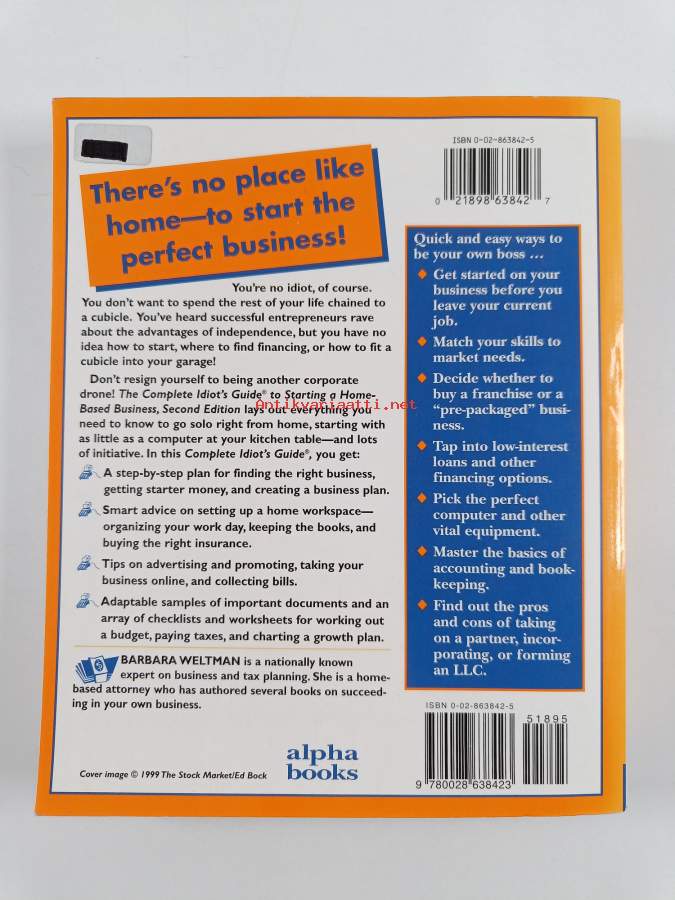 There's no place like
home—to start the
perfect business!
You're no idiot, of course.
You don't want to spend the rest of your life chained to
a cubicle. You've heard successful entrepreneurs rave
about the advantages of independence, but you have no
idea how to start, where to find financing, or how to fit a
cubicle into your garage!
Don't resign yourself to being another corporate
drone! The Complete Idiot's Guide® to Starting a Home-
Based Business, Second Edition lays out everything you
need to know to go solo right from home, starting with
as little as a computer at your kitchen table—and lots
of initiative. In this Complete Idiot's Guide®, you get:
A step-by-step plan for finding the right business,
getting starter money, and creating a business plan.
Smart advice on setting up a home workspace—
organizing your work day, keeping the books, and
buying the right insurance.
Tips on advertising and promoting, taking your
business online, and collecting bills.
Adaptable samples of important documents and an
array of checklists and worksheets for working out
a budget, paying taxes, and charting a growth plan.
BARBARA WELTMAN is a nationally known
expert on business and tax planning. She is a home-
based attorney who has authored several books on succeed-
ing in your own business.
Cover image © 1999 The Stock Market/Ed Bock
alpha
books
ISBN 0-02-863842-5
0 21898 63842 7
Quick and easy ways to
be your own boss ...
◆ Get started on your
business before you
leave your current
job.
◆ Match your skills to
market needs.
◆ Decide whether to
buy a franchise or a
“pre-packaged” busi-
ness.
◆ Tap into low-interest
loans and other
financing options.
◆ Pick the perfect
computer and other
vital equipment.
◆ Master the basics of
accounting and book-
keeping.
◆ Find out the pros
and cons of taking
on a partner, incor-
porating, or forming
an LLC.
ISBN 0-02-863842-5
51895
9 780028 638423
Antikvariaatti.net